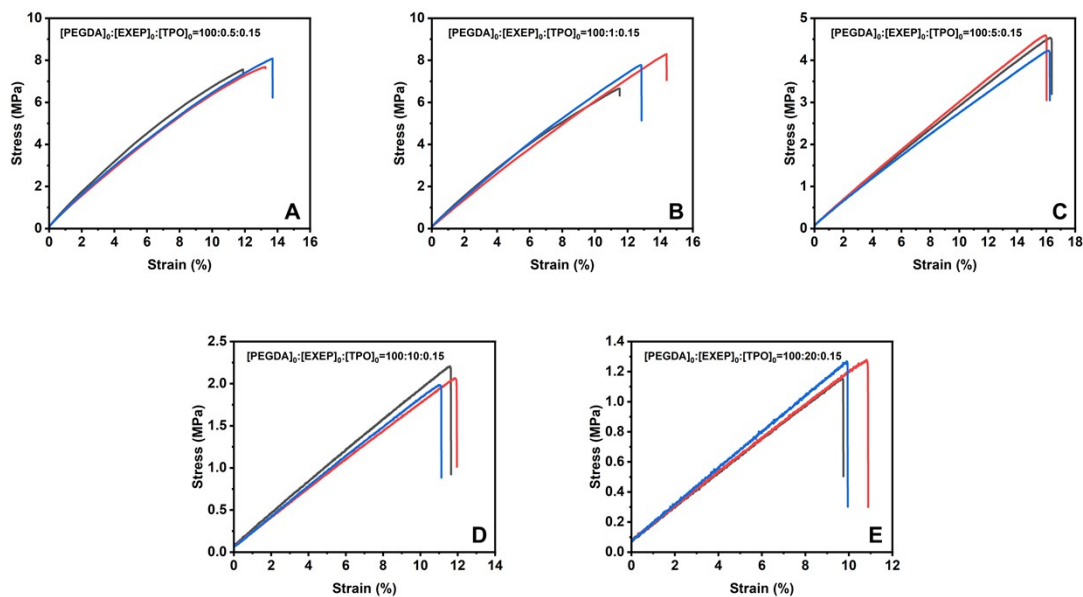 [PEGDA]₀:[EXEP]₀:[TPO]₀=100:0.5:0.15
Stress (MPa)
10
8
6
4
2
0
A
0 2 4 6 8 10 12 14 16
Strain (%)
[PEGDA]₀:[EXEP]₀:[TPO]₀=100:1:0.15
Stress (MPa)
10
8
6
4
2
0
B
0 2 4 6 8 10 12 14 16
Strain (%)
[PEGDA]₀:[EXEP]₀:[TPO]₀=100:5:0.15
Stress (MPa)
5
4
3
2
1
0
C
0 2 4 6 8 10 12 14 16 18
Strain (%)
[PEGDA]₀:[EXEP]₀:[TPO]₀=100:10:0.15
Stress (MPa)
2.5
2.0
1.5
1.0
0.5
0.0
D
0 2 4 6 8 10 12 14
Strain (%)
[PEGDA]₀:[EXEP]₀:[TPO]₀=100:20:0.15
Stress (MPa)
1.4
1.2
1.0
0.8
0.6
0.4
0.2
0.0
E
0 2 4 6 8 10 12
Strain (%)